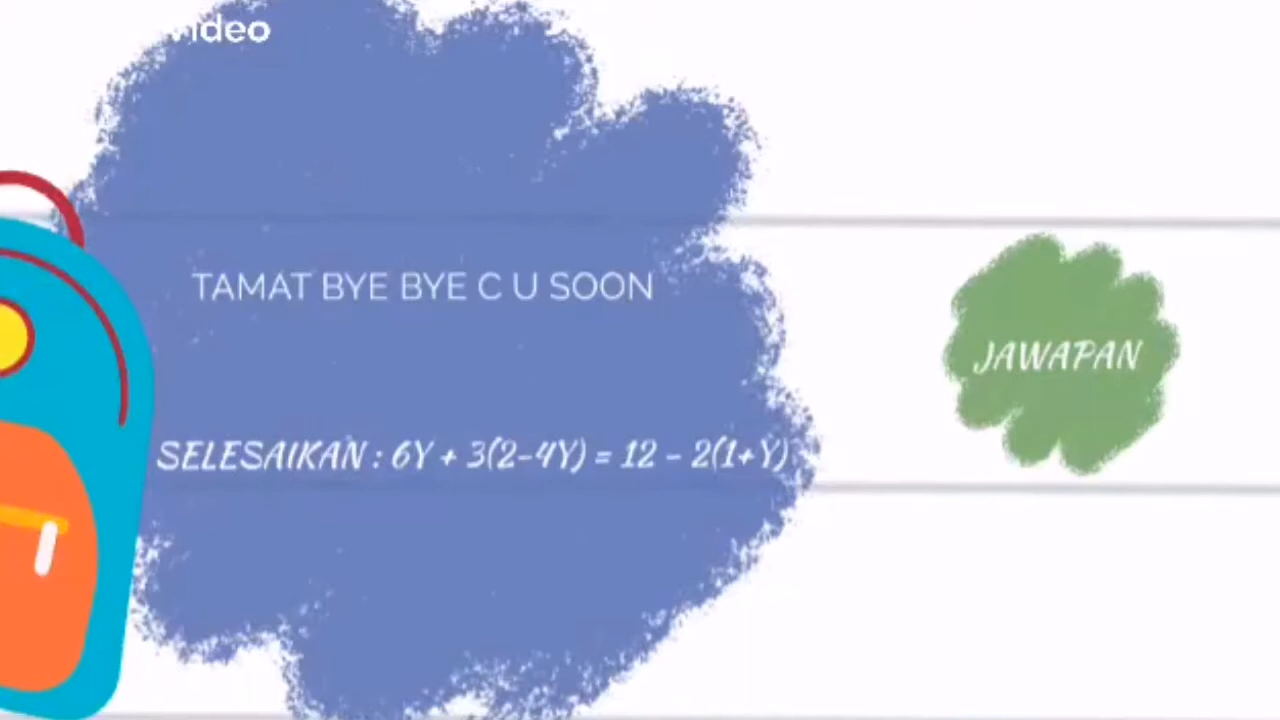 video
TAMAT BYE BYE C U SOON
JAWAPAN
SELESAIKAN : 6Y + 3(2-4Y) = 12 - 2(1+Y)